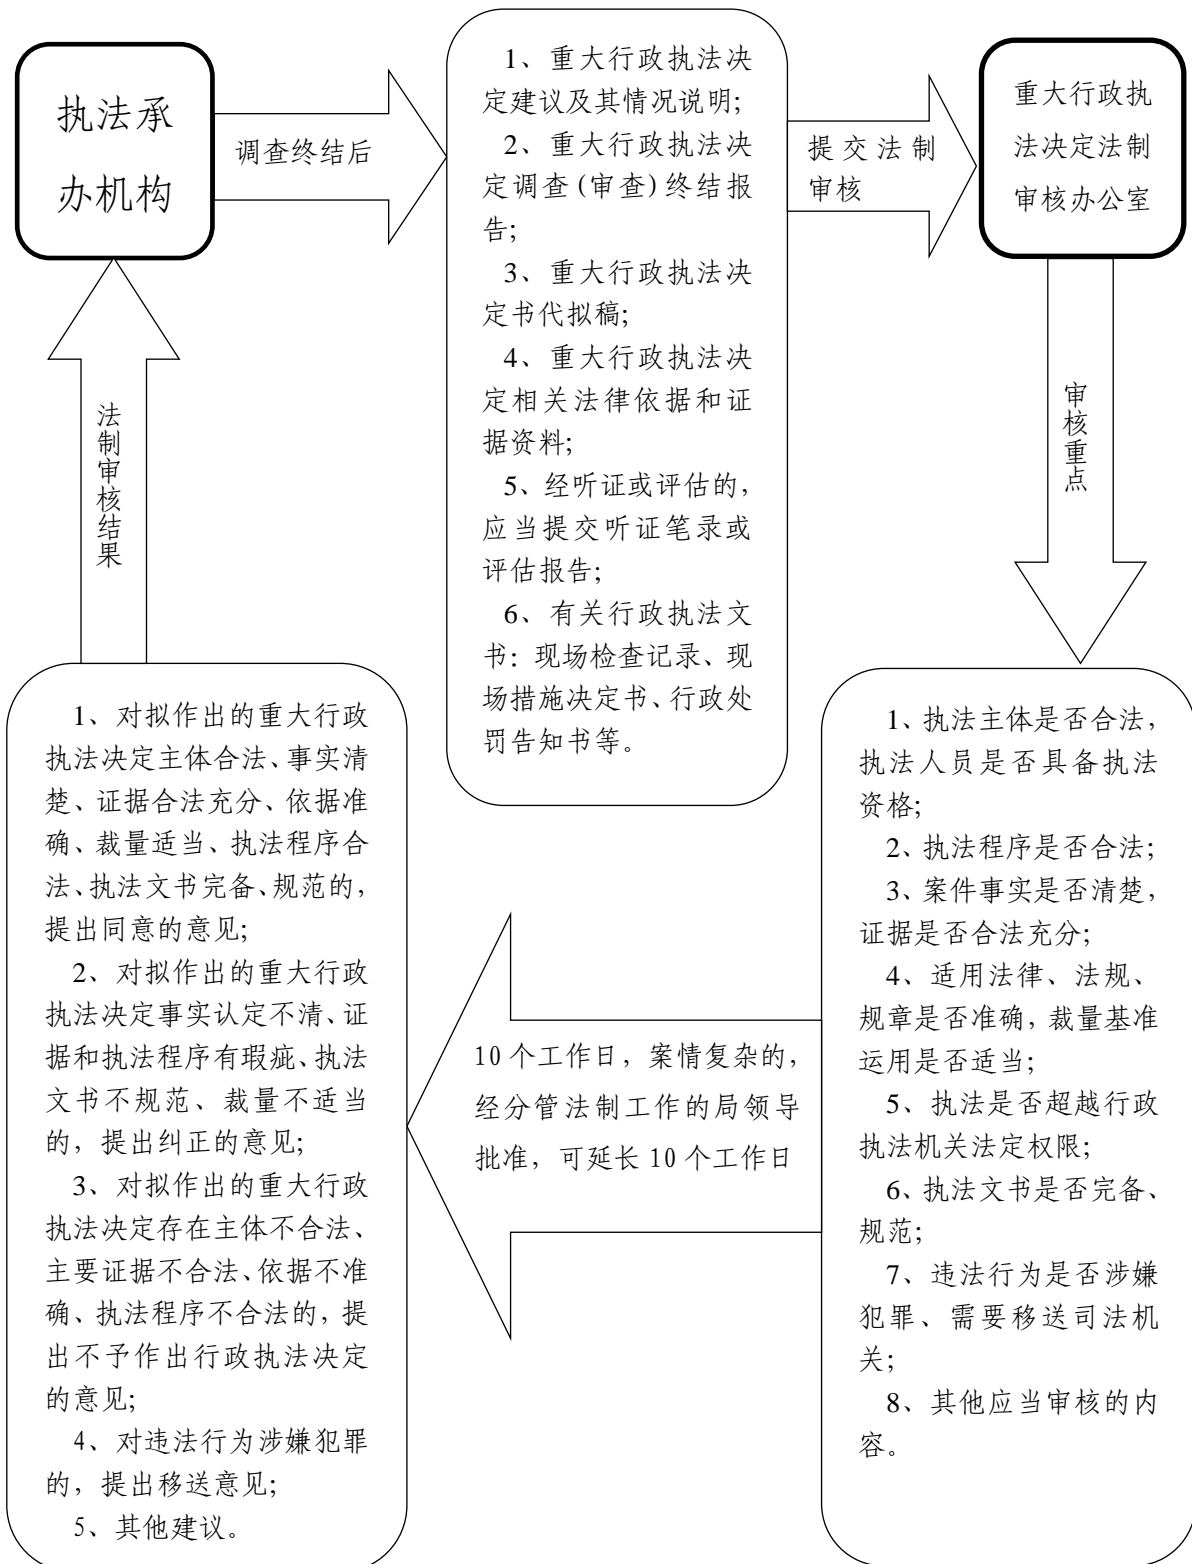 执法承
办机构
调查终结后
1、重大行政执法决
定建议及其情况说明;
2、重大行政执法决
定调查(审查)终结报
告;
3、重大行政执法决
定书代拟稿;
4、重大行政执法决
定相关法律依据和证
据资料;
5、经听证或评估的,
应当提交听证笔录或
评估报告;
6、有关行政执法文
书: 现场检查记录、现
场措施决定书、行政处
罚告知书等。
提交法制
审核
重大行政执
法决定法制
审核办公室
审核重点
1、执法主体是否合法,
执法人员是否具备执法
资格;
2、执法程序是否合法;
3、案件事实是否清楚,
证据是否合法充分;
4、适用法律、法规、
规章是否准确, 裁量基准
运用是否适当;
5、执法是否超越行政
执法机关法定权限;
6、执法文书是否完备、
规范;
7、违法行为是否涉嫌
犯罪、需要移送司法机
关;
8、其他应当审核的内
容。
10 个工作日, 案情复杂的,
经分管法制工作的局领导
批准, 可延长 10 个工作日
1、对拟作出的重大行政
执法决定主体合法、事实清
楚、证据合法充分、依据准
确、裁量适当、执法程序合
法、执法文书完备、规范的,
提出同意的意见;
2、对拟作出的重大行政
执法决定事实认定不清、证
据和执法程序有瑕疵、执法
文书不规范、裁量不适当
的, 提出纠正的意见;
3、对拟作出的重大行政
执法决定存在主体不合法、
主要证据不合法、依据不准
确、执法程序不合法的, 提
出不予作出行政执法决定
的意见;
4、对违法行为涉嫌犯罪
的, 提出移送意见;
5、其他建议。
法制审核结果